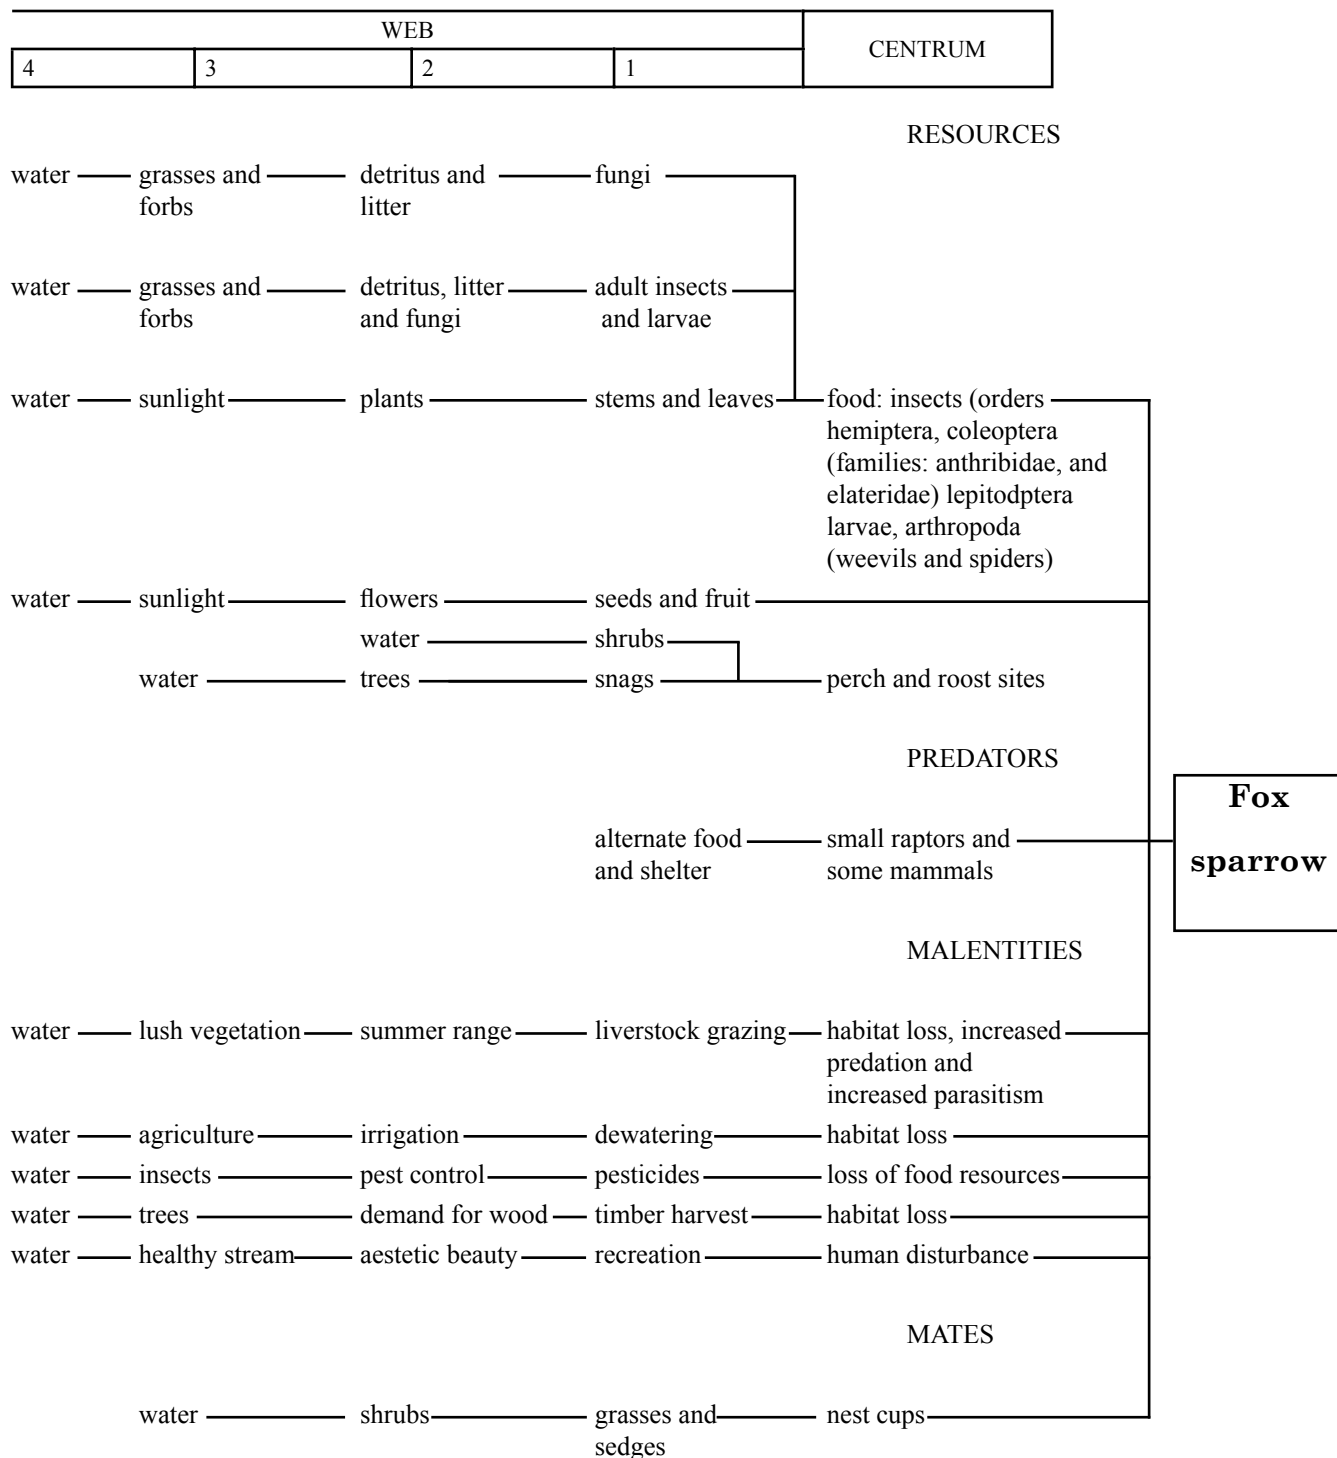 WEB
CENTRUM
4 3 2 1
RESOURCES
water grasses and detritus and fungi
forbs litter
water grasses and detritus, litter adult insects
forbs and fungi and larvae
water sunlight plants stems and leaves food: insects (orders
hemiptera, coleoptera
(families: anthribidae, and
elateridae) lepitodptera
larvae, arthropoda
(weevils and spiders)
water sunlight flowers seeds and fruit
water shrubs
water trees snags perch and roost sites
PREDATORS
Fox
alternate food small raptors and
sparrow
and shelter some mammals
MALENTITIES
water lush vegetation summer range liverstock grazing habitat loss, increased
predation and
increased parasitism
water agriculture irrigation dewatering habitat loss
water insects pest control pesticides loss of food resources
water trees demand for wood timber harvest habitat loss
water healthy stream aestetic beauty recreation human disturbance
MATES
water shrubs grasses and nest cups
sedges